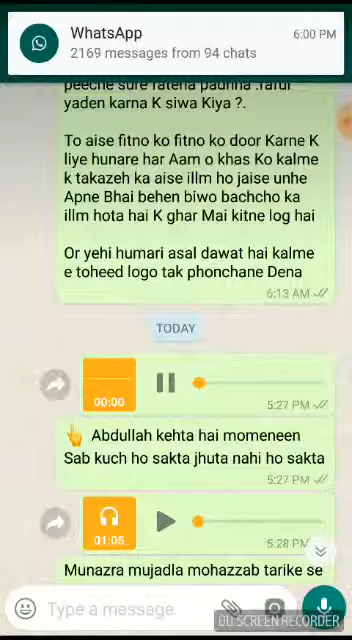 WhatsApp
6:00 PM
2169 messages from 94 chats
yaden karna K siwa Kiya ?.
To aise fitno ko fitno ko door Karne K
liye hunare har Aam o khas Ko kalme
k takazeh ka aise illm ho jaise unhe
Apne Bhai behen biwo bachcho ka
illm hota hai K ghar Mai kitne log hai
Or yehi humari asal dawat hai kalme
e toheed logo tak phonchane Dena
6:13 AM
TODAY
00:00
5:27 PM
👆 Abdullah kehta hai momeneen
Sab kuch ho sakta jhuta nahi ho sakta
5:27 PM
01:05
5:28 PM
Munazra mujadla mohazzab tarike se
Type a message
DU SCREEN RECORDER